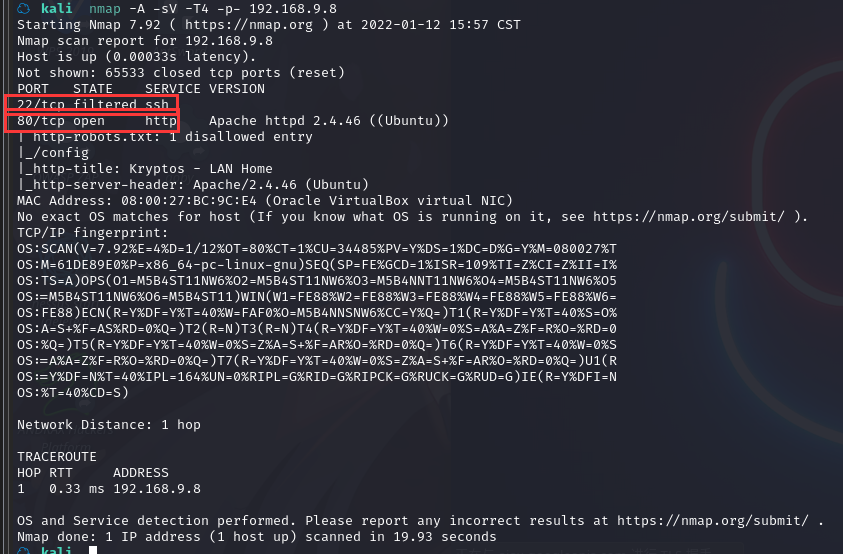 kali nmap -A -sV -T4 -p- 192.168.9.8
Starting Nmap 7.92 ( https://nmap.org ) at 2022-01-12 15:57 CST
Nmap scan report for 192.168.9.8
Host is up (0.00033s latency).
Not shown: 65533 closed tcp ports (reset)
PORT   STATE    SERVICE VERSION
22/tcp filtered ssh
80/tcp open     http    Apache httpd 2.4.46 ((Ubuntu))
| http-robots.txt: 1 disallowed entry
|_/config
|_http-title: Kryptos - LAN Home
|_http-server-header: Apache/2.4.46 (Ubuntu)
MAC Address: 08:00:27:BC:9C:E4 (Oracle VirtualBox virtual NIC)
No exact OS matches for host (If you know what OS is running on it, see https://nmap.org/submit/ ).
TCP/IP fingerprint:
OS:SCAN(V=7.92%E=4%D=1/12%OT=80%CT=1%CU=34485%PV=Y%DS=1%DC=D%G=Y%M=080027%T
OS:M=61DE89E0%P=x86_64-pc-linux-gnu)SEQ(SP=FE%GCD=1%ISR=109%TI=Z%CI=Z%II=I%
OS:TS=A)OPS(O1=M5B4ST11NW6%O2=M5B4ST11NW6%O3=M5B4NNT11NW6%O4=M5B4ST11NW6%O5
OS:=M5B4ST11NW6%O6=M5B4ST11)WIN(W1=FE88%W2=FE88%W3=FE88%W4=FE88%W5=FE88%W6=
OS:FE88)ECN(R=Y%DF=Y%T=40%W=FAF0%O=M5B4NNSNW6%CC=Y%Q=)T1(R=Y%DF=Y%T=40%S=O%
OS:A=S+%F=AS%RD=0%Q=)T2(R=N)T3(R=N)T4(R=Y%DF=Y%T=40%W=0%S=A%A=Z%F=R%O=%RD=0
OS:%Q=)T5(R=Y%DF=Y%T=40%W=0%S=Z%A=S+%F=AR%O=%RD=0%Q=)T6(R=Y%DF=Y%T=40%W=0%S
OS:=A%A=Z%F=R%O=%RD=0%Q=)T7(R=Y%DF=Y%T=40%W=0%S=Z%A=S+%F=AR%O=%RD=0%Q=)U1(R
OS:=Y%DF=N%T=40%IPL=164%UN=0%RIPL=G%RID=G%RIPCK=G%RUCK=G%RUD=G)IE(R=Y%DFI=N
OS:%T=40%CD=S)
Network Distance: 1 hop
TRACEROUTE
HOP RTT     ADDRESS
1   0.33 ms 192.168.9.8
OS and Service detection performed. Please report any incorrect results at https://nmap.org/submit/ .
Nmap done: 1 IP address (1 host up) scanned in 19.93 seconds
kali